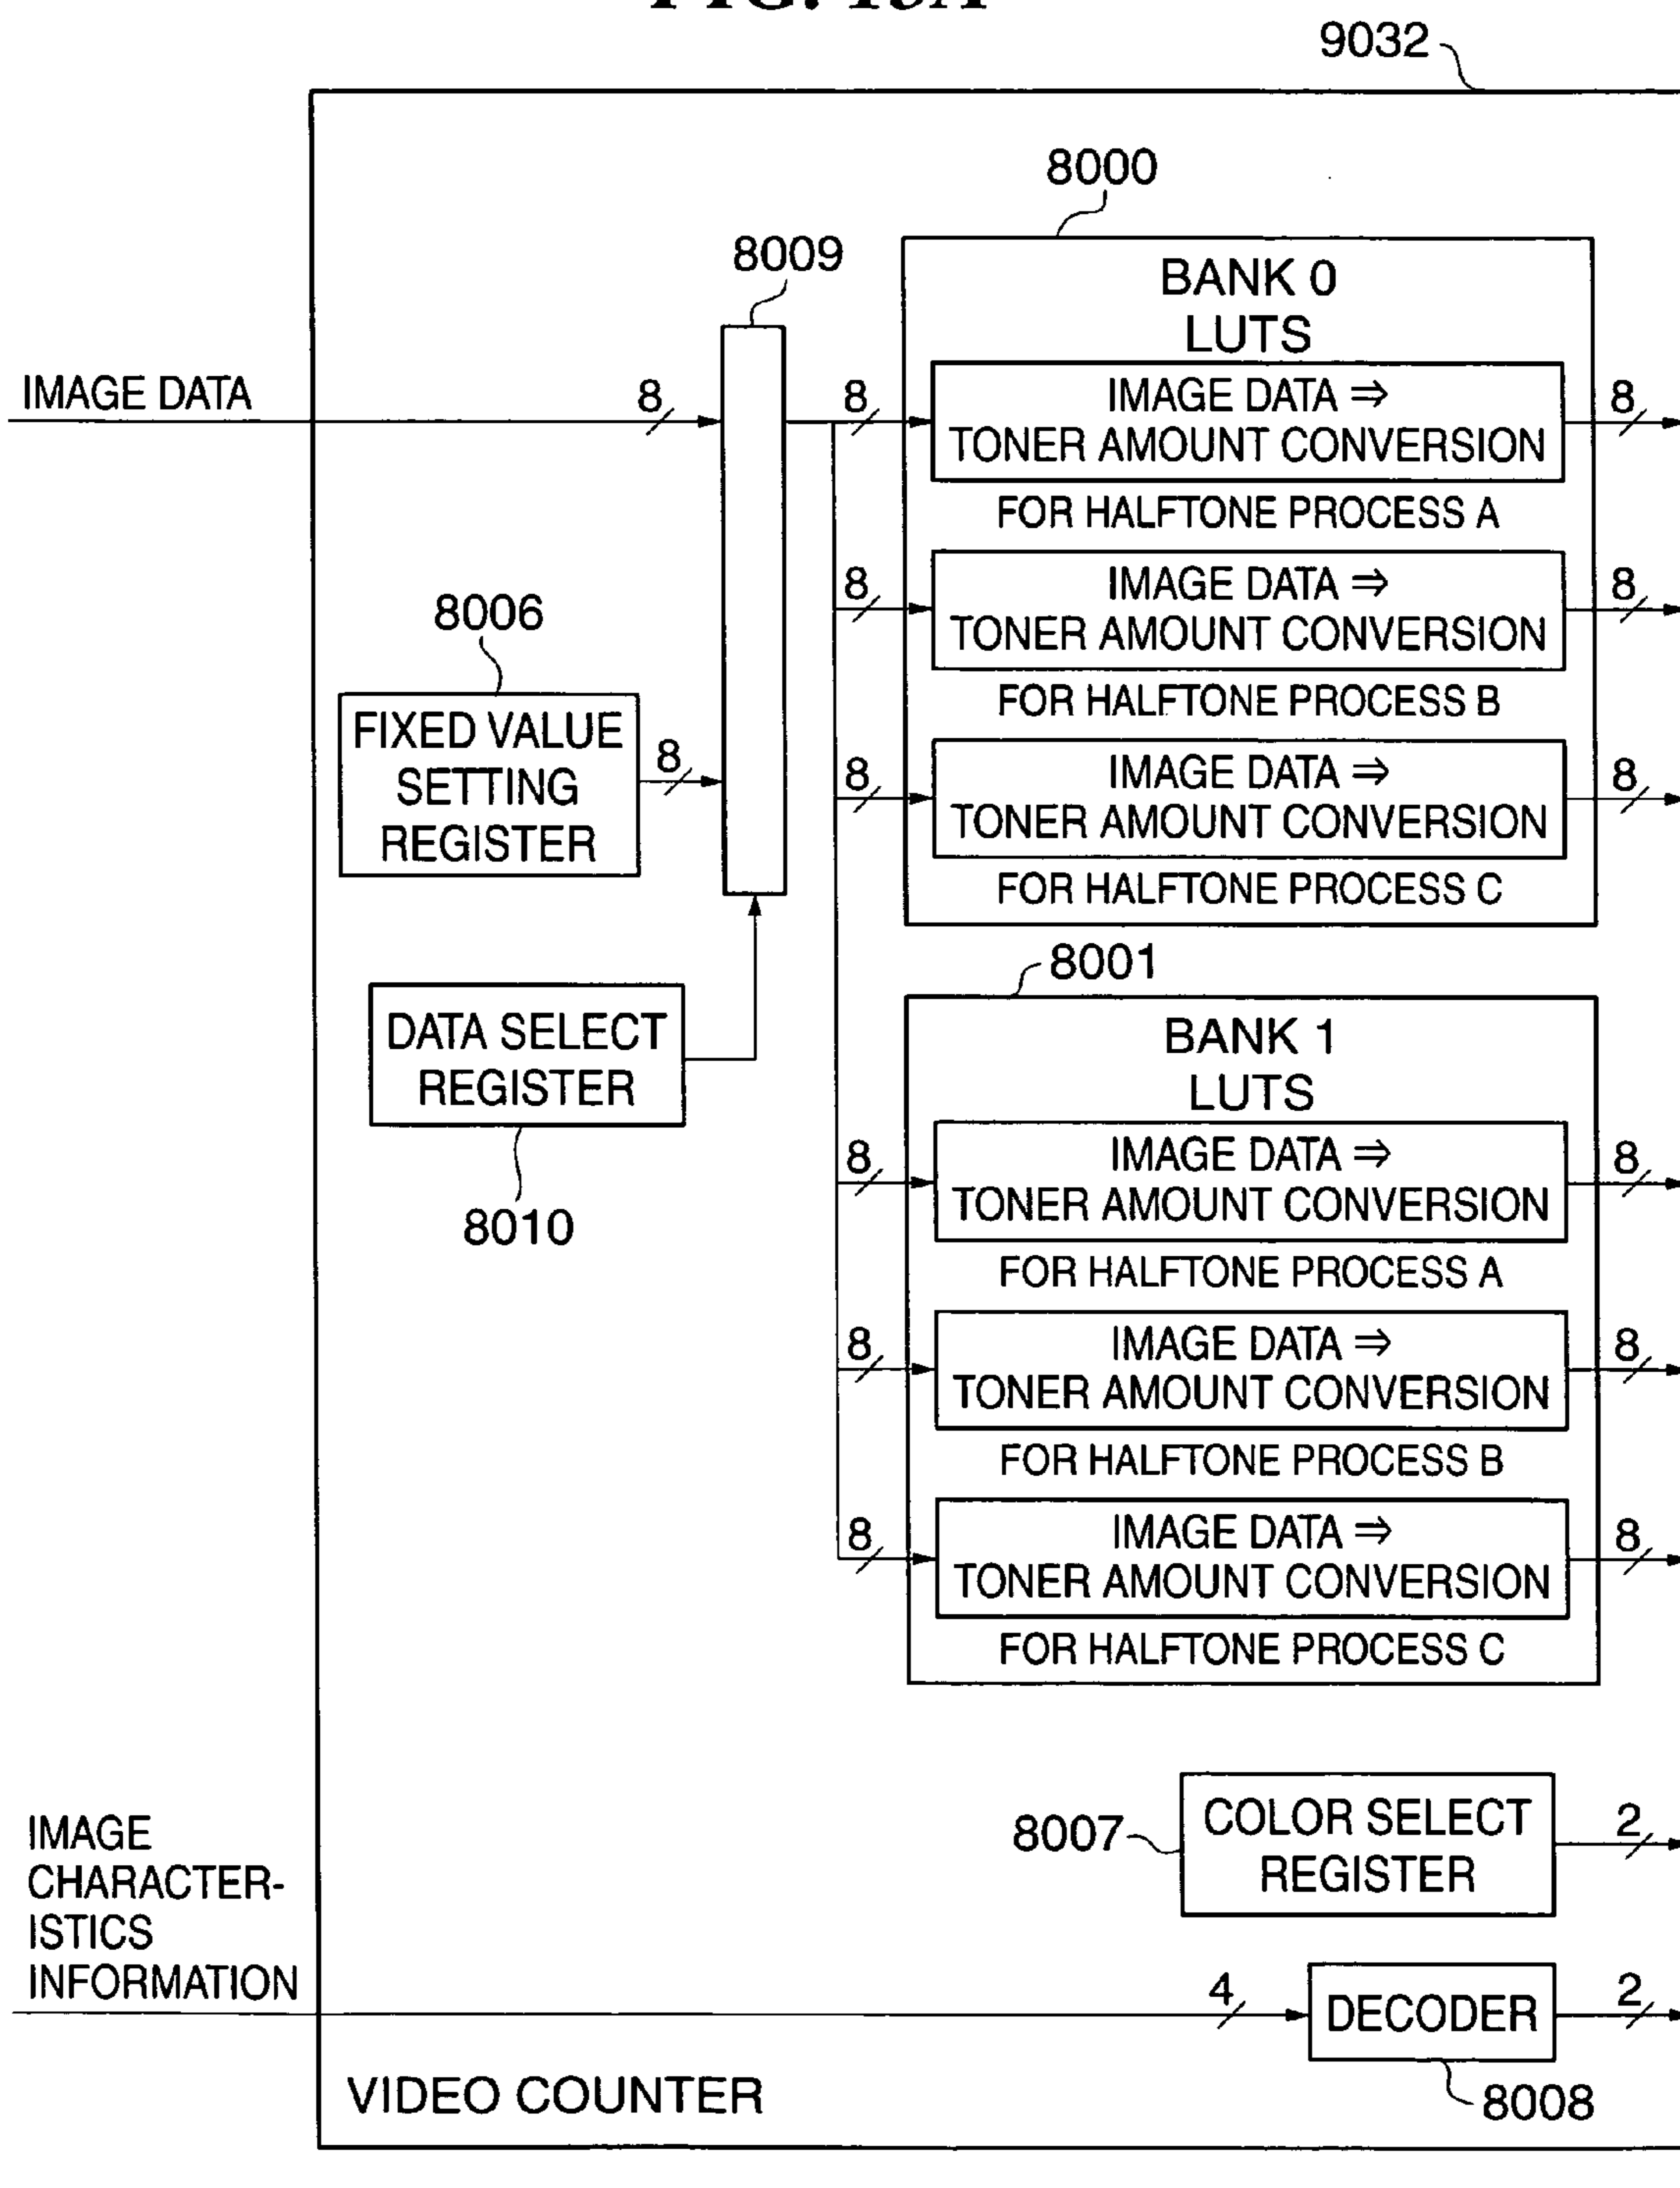 9032
8000
8009
BANK 0
LUTS
IMAGE DATA
8
8
IMAGE DATA ⇒
TONER AMOUNT CONVERSION
8
FOR HALFTONE PROCESS A
8
IMAGE DATA ⇒
TONER AMOUNT CONVERSION
8
FOR HALFTONE PROCESS B
8006
FIXED VALUE
SETTING
REGISTER
8
8
IMAGE DATA ⇒
TONER AMOUNT CONVERSION
8
FOR HALFTONE PROCESS C
8001
DATA SELECT
REGISTER
8010
BANK 1
LUTS
8
IMAGE DATA ⇒
TONER AMOUNT CONVERSION
8
FOR HALFTONE PROCESS A
8
IMAGE DATA ⇒
TONER AMOUNT CONVERSION
8
FOR HALFTONE PROCESS B
8
IMAGE DATA ⇒
TONER AMOUNT CONVERSION
8
FOR HALFTONE PROCESS C
8007
COLOR SELECT
REGISTER
2
IMAGE
CHARACTER-
ISTICS
INFORMATION
4
DECODER
2
8008
VIDEO COUNTER